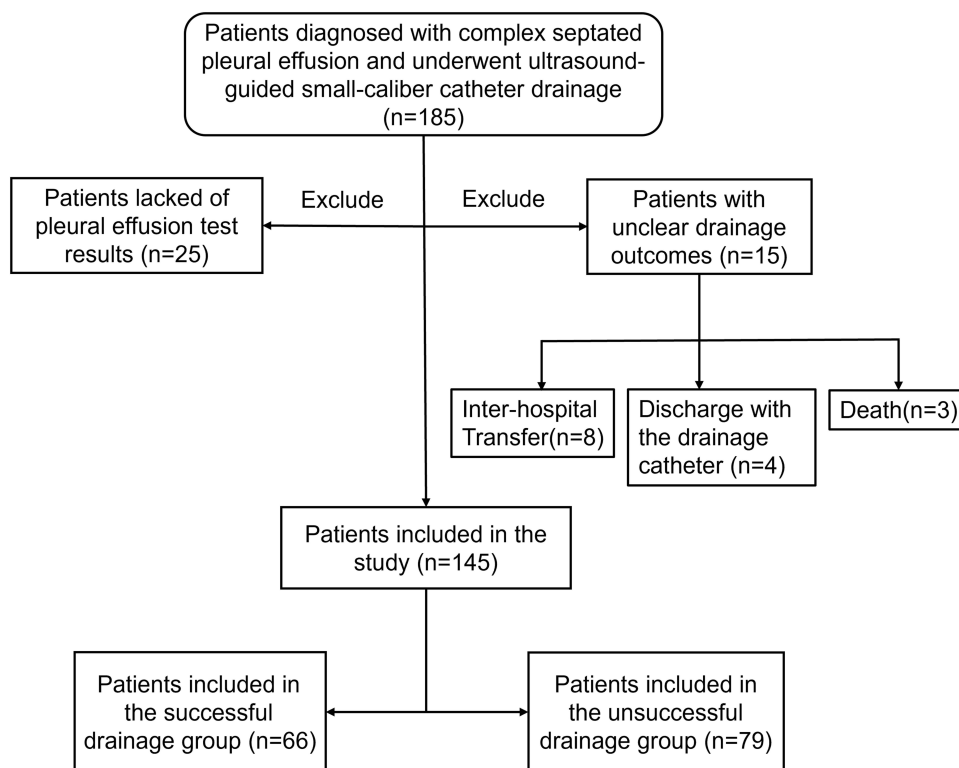 Patients diagnosed with complex septated
pleural effusion and underwent ultrasound-
guided small-caliber catheter drainage
(n=185)
Patients lacked of
pleural effusion test
results (n=25)
Exclude
Exclude
Patients with
unclear drainage
outcomes (n=15)
Inter-hospital
Transfer(n=8)
Discharge with
the drainage
catheter (n=4)
Death(n=3)
Patients included in the
study (n=145)
Patients included in
the successful
drainage group (n=66)
Patients included in
the unsuccessful
drainage group (n=79)